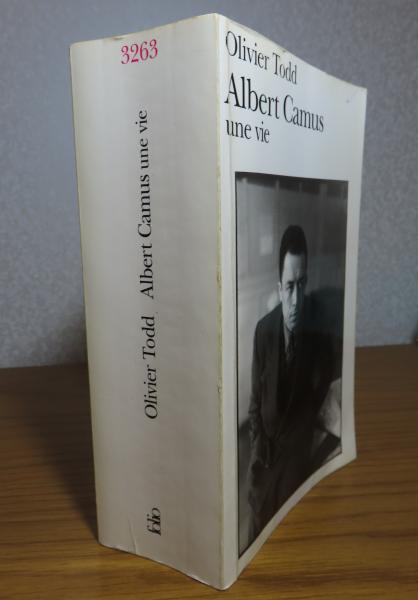 3263
Olivier Todd Albert Camus une vie
folio
Olivier Todd
Albert Camus
une vie